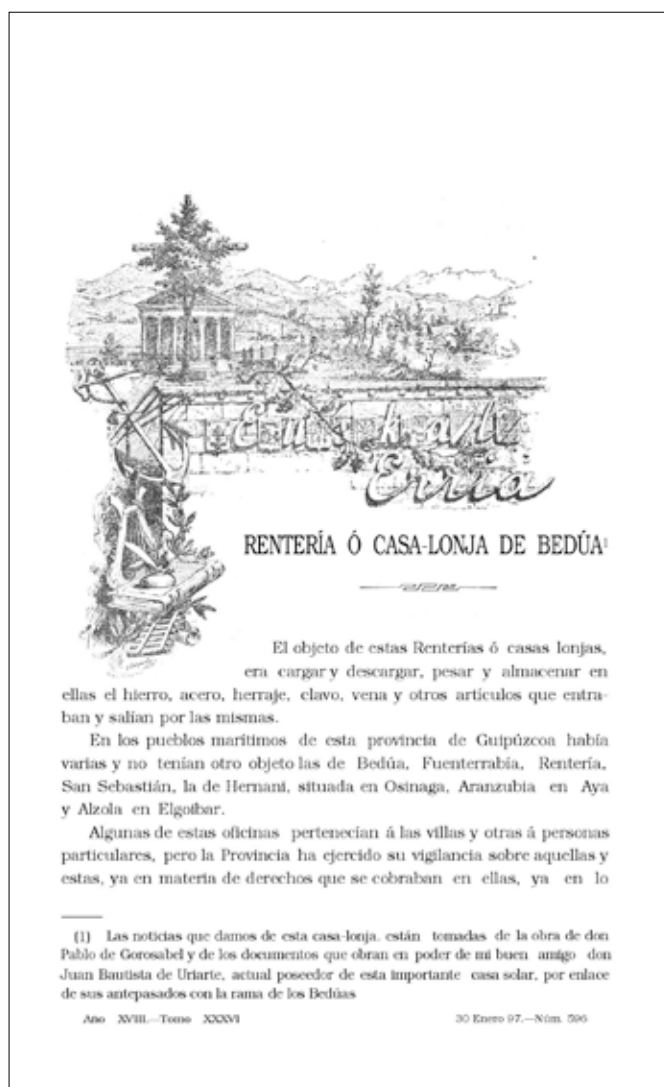 Euskal
Erria
RENTERÍA Ó CASA-LONJA DE BEDÚA¹
El objeto de estas Renterías ó casas lonjas,
era cargar y descargar, pesar y almacenar en
ellas el hierro, acero, herraje, clavo, vena y otros artículos que entra-
ban y salían por las mismas.
En los pueblos marítimos de esta provincia de Guipúzcoa había
varias y no tenían otro objeto las de Bedúa, Fuenterrabía, Rentería,
San Sebastián, la de Hernani, situada en Osinaga, Aranzubia en Aya
y Alzola en Elgoibar.
Algunas de estas oficinas pertenecían á las villas y otras á personas
particulares, pero la Provincia ha ejercido su vigilancia sobre aquellas y
estas, ya en materia de derechos que se cobraban en ellas, ya en lo
(1) Las noticias que damos de esta casa-lonja. están tomadas de la obra de don
Pablo de Gorosabel y de los documentos que obran en poder de mi buen amigo don
Juan Bautista de Uriarte, actual poseedor de esta importante casa solar, por enlace
de sus antepasados con la rama de los Bedúas
Ano XVIII.—Tomo XXXVI 30 Enero 97.—Núm. 596